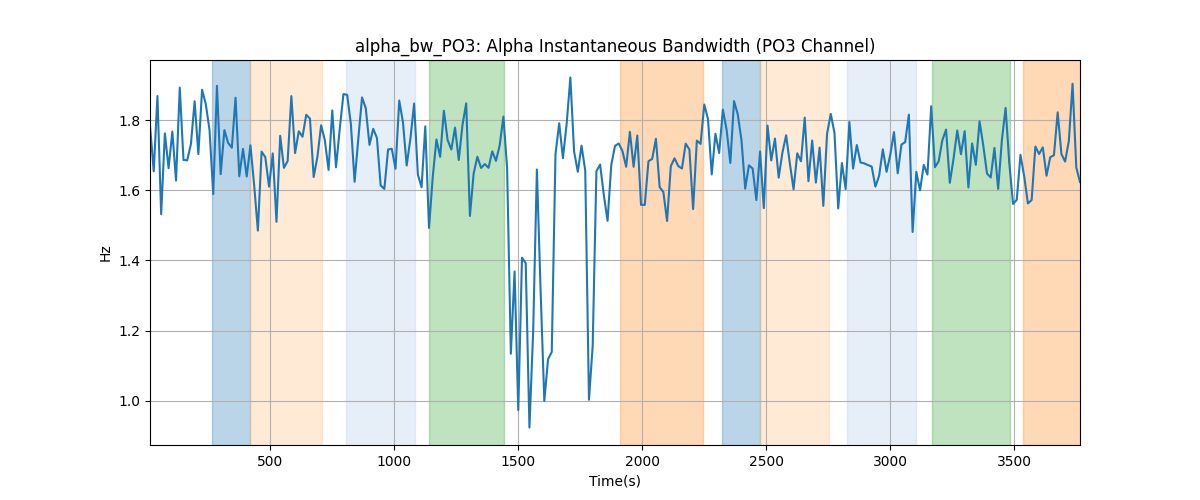 alpha_bw_PO3: Alpha Instantaneous Bandwidth (PO3 Channel)
Hz
1.8
1.6
1.4
1.2
1.0
500 1000 1500 2000 2500 3000 3500
Time(s)